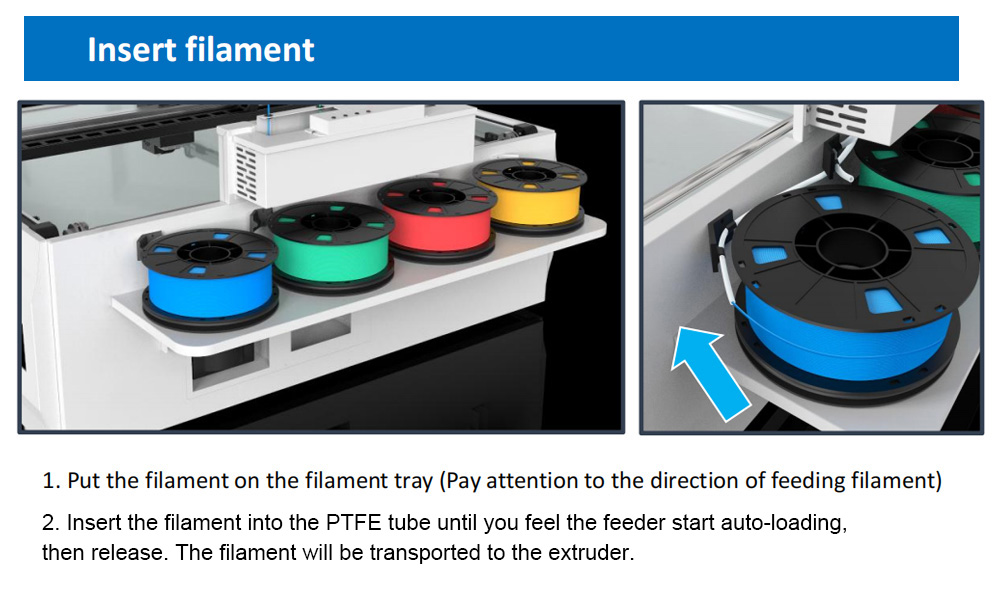 Insert filament
1. Put the filament on the filament tray (Pay attention to the direction of feeding filament)
2. Insert the filament into the PTFE tube until you feel the feeder start auto-loading,
then release. The filament will be transported to the extruder.